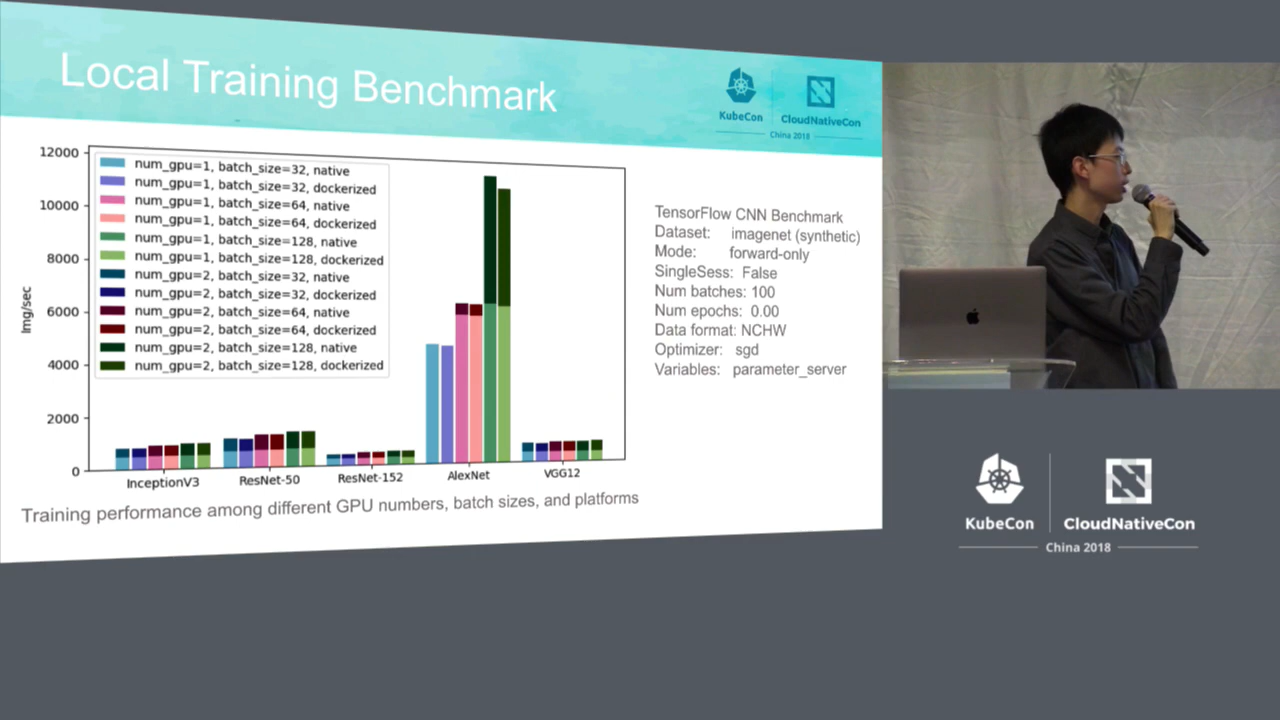 Local Training Benchmark
KubeCon
CloudNativeCon
China 2018
12000
10000
8000
6000
4000
2000
0
Img/sec
num_gpu=1, batch_size=32, native
num_gpu=1, batch_size=32, dockerized
num_gpu=1, batch_size=64, native
num_gpu=1, batch_size=64, dockerized
num_gpu=1, batch_size=128, native
num_gpu=1, batch_size=128, dockerized
num_gpu=2, batch_size=32, native
num_gpu=2, batch_size=32, dockerized
num_gpu=2, batch_size=64, native
num_gpu=2, batch_size=64, dockerized
num_gpu=2, batch_size=128, native
num_gpu=2, batch_size=128, dockerized
InceptionV3
ResNet-50
ResNet-152
AlexNet
VGG12
Training performance among different GPU numbers, batch sizes, and platforms
TensorFlow CNN Benchmark
Dataset: imagenet (synthetic)
Mode: forward-only
SingleSess: False
Num batches: 100
Num epochs: 0.00
Data format: NCHW
Optimizer: sgd
Variables: parameter_server
KubeCon
CloudNativeCon
China 2018